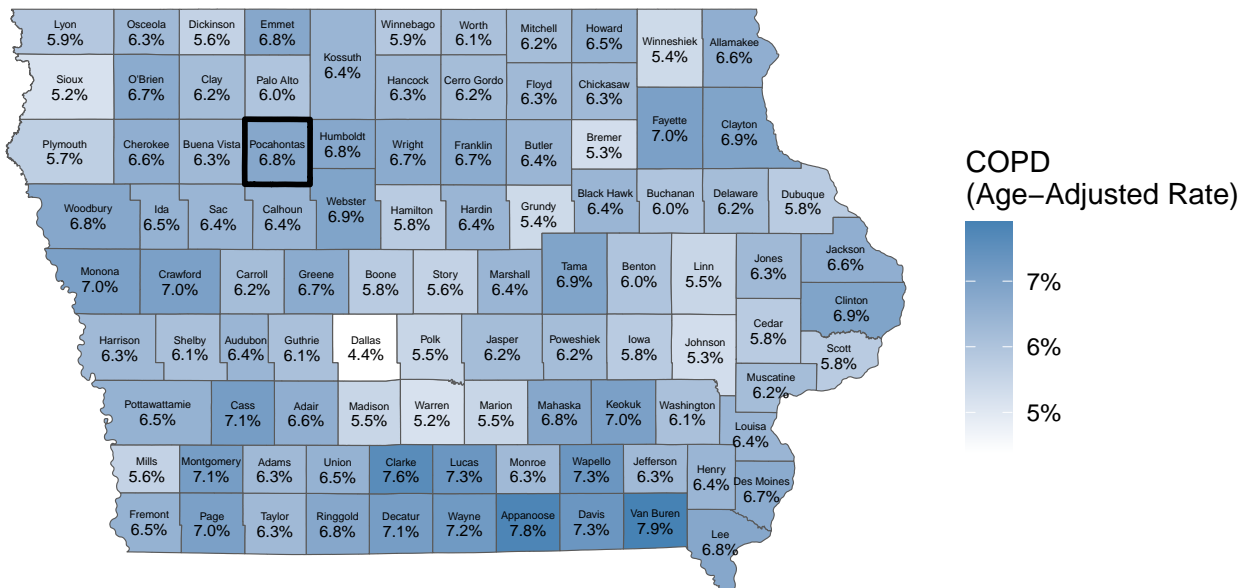 Lyon
5.9%
Osceola
6.3%
Dickinson
5.6%
Emmet
6.8%
Kossuth
6.4%
Winnebago
5.9%
Worth
6.1%
Mitchell
6.2%
Howard
6.5%
Winneshiek
5.4%
Allamakee
6.6%
Sioux
5.2%
O'Brien
6.7%
Clay
6.2%
Palo Alto
6.0%
Hancock
6.3%
Cerro Gordo
6.2%
Floyd
6.3%
Chickasaw
6.3%
Fayette
7.0%
Clayton
6.9%
Plymouth
5.7%
Cherokee
6.6%
Buena Vista
6.3%
Pocahontas
6.8%
Humboldt
6.8%
Wright
6.7%
Franklin
6.7%
Butler
6.4%
Bremer
5.3%
Woodbury
6.8%
Ida
6.5%
Sac
6.4%
Calhoun
6.4%
Webster
6.9%
Hamilton
5.8%
Hardin
6.4%
Grundy
5.4%
Black Hawk
6.4%
Buchanan
6.0%
Delaware
6.2%
Dubuque
5.8%
Monona
7.0%
Crawford
7.0%
Carroll
6.2%
Greene
6.7%
Boone
5.8%
Story
5.6%
Marshall
6.4%
Tama
6.9%
Benton
6.0%
Linn
5.5%
Jones
6.3%
Jackson
6.6%
Clinton
6.9%
Harrison
6.3%
Shelby
6.1%
Audubon
6.4%
Guthrie
6.1%
Dallas
4.4%
Polk
5.5%
Jasper
6.2%
Poweshiek
6.2%
Iowa
5.8%
Johnson
5.3%
Cedar
5.8%
Scott
5.8%
Muscatine
6.2%
Pottawattamie
6.5%
Cass
7.1%
Adair
6.6%
Madison
5.5%
Warren
5.2%
Marion
5.5%
Mahaska
6.8%
Keokuk
7.0%
Washington
6.1%
Louisa
6.4%
Mills
5.6%
Montgomery
7.1%
Adams
6.3%
Union
6.5%
Clarke
7.6%
Lucas
7.3%
Monroe
6.3%
Wapello
7.3%
Jefferson
6.3%
Henry
6.4%
Des Moines
6.7%
Fremont
6.5%
Page
7.0%
Taylor
6.3%
Ringgold
6.8%
Decatur
7.1%
Wayne
7.2%
Appanoose
7.8%
Davis
7.3%
Van Buren
7.9%
Lee
6.8%
COPD
(Age−Adjusted Rate)
7%
6%
5%